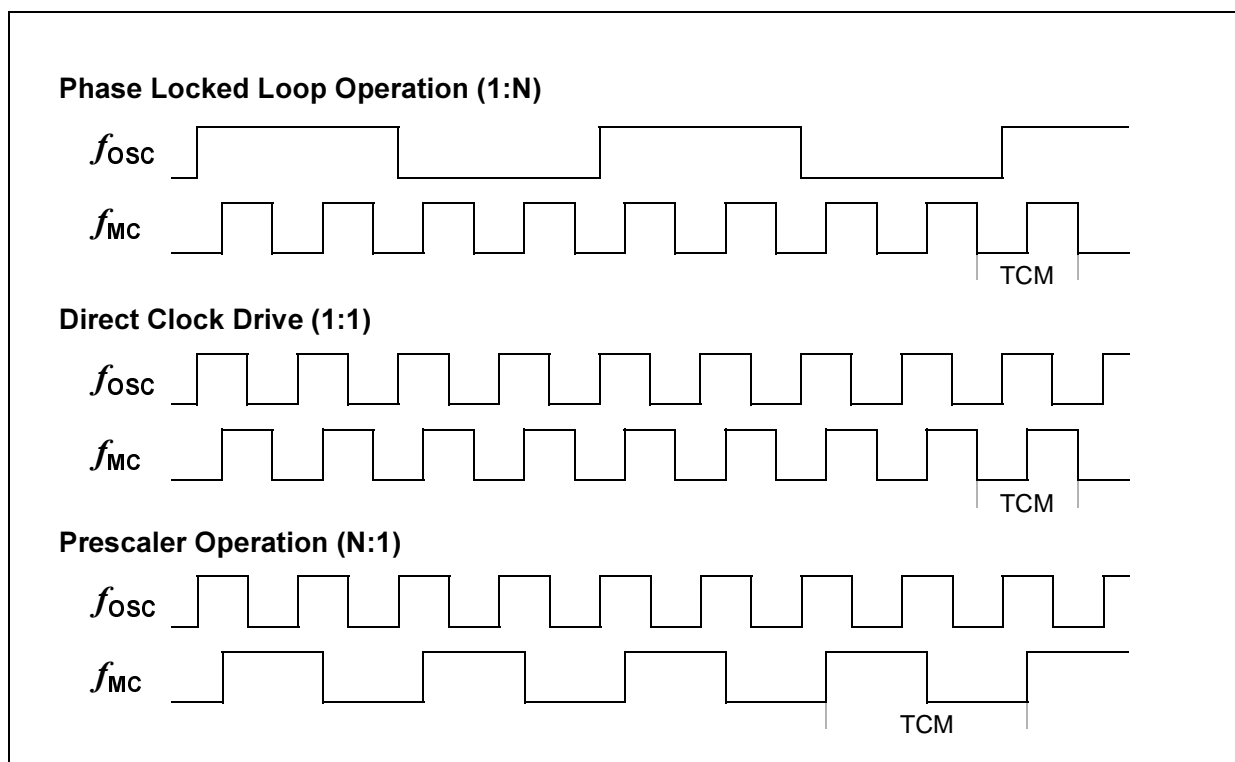 Phase Locked Loop Operation (1:N)
fOSC
fMC
TCM
Direct Clock Drive (1:1)
fOSC
fMC
TCM
Prescaler Operation (N:1)
fOSC
fMC
TCM